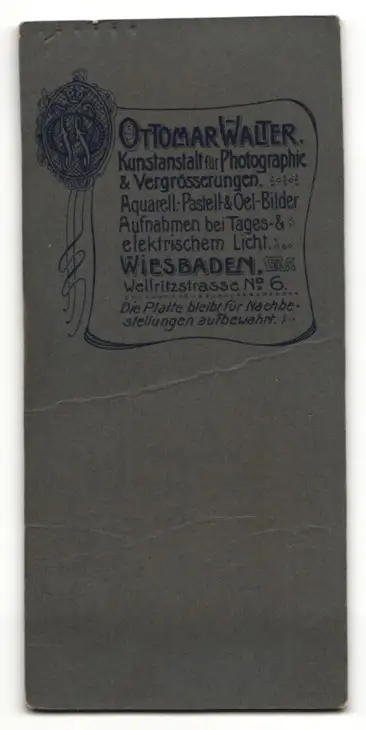 OTTOMAR WALTER.
Kunstanstalt für Photographie
& Vergrösserungen.
Aquarell-Pastell-& Oel-Bilder
Aufnahmen bei Tages-&
elektrischem Licht.
WIESBADEN.
Wellritzstrasse No 6.
Die Platte bleibt für Nachbe-
stellungen aufbewahrt.